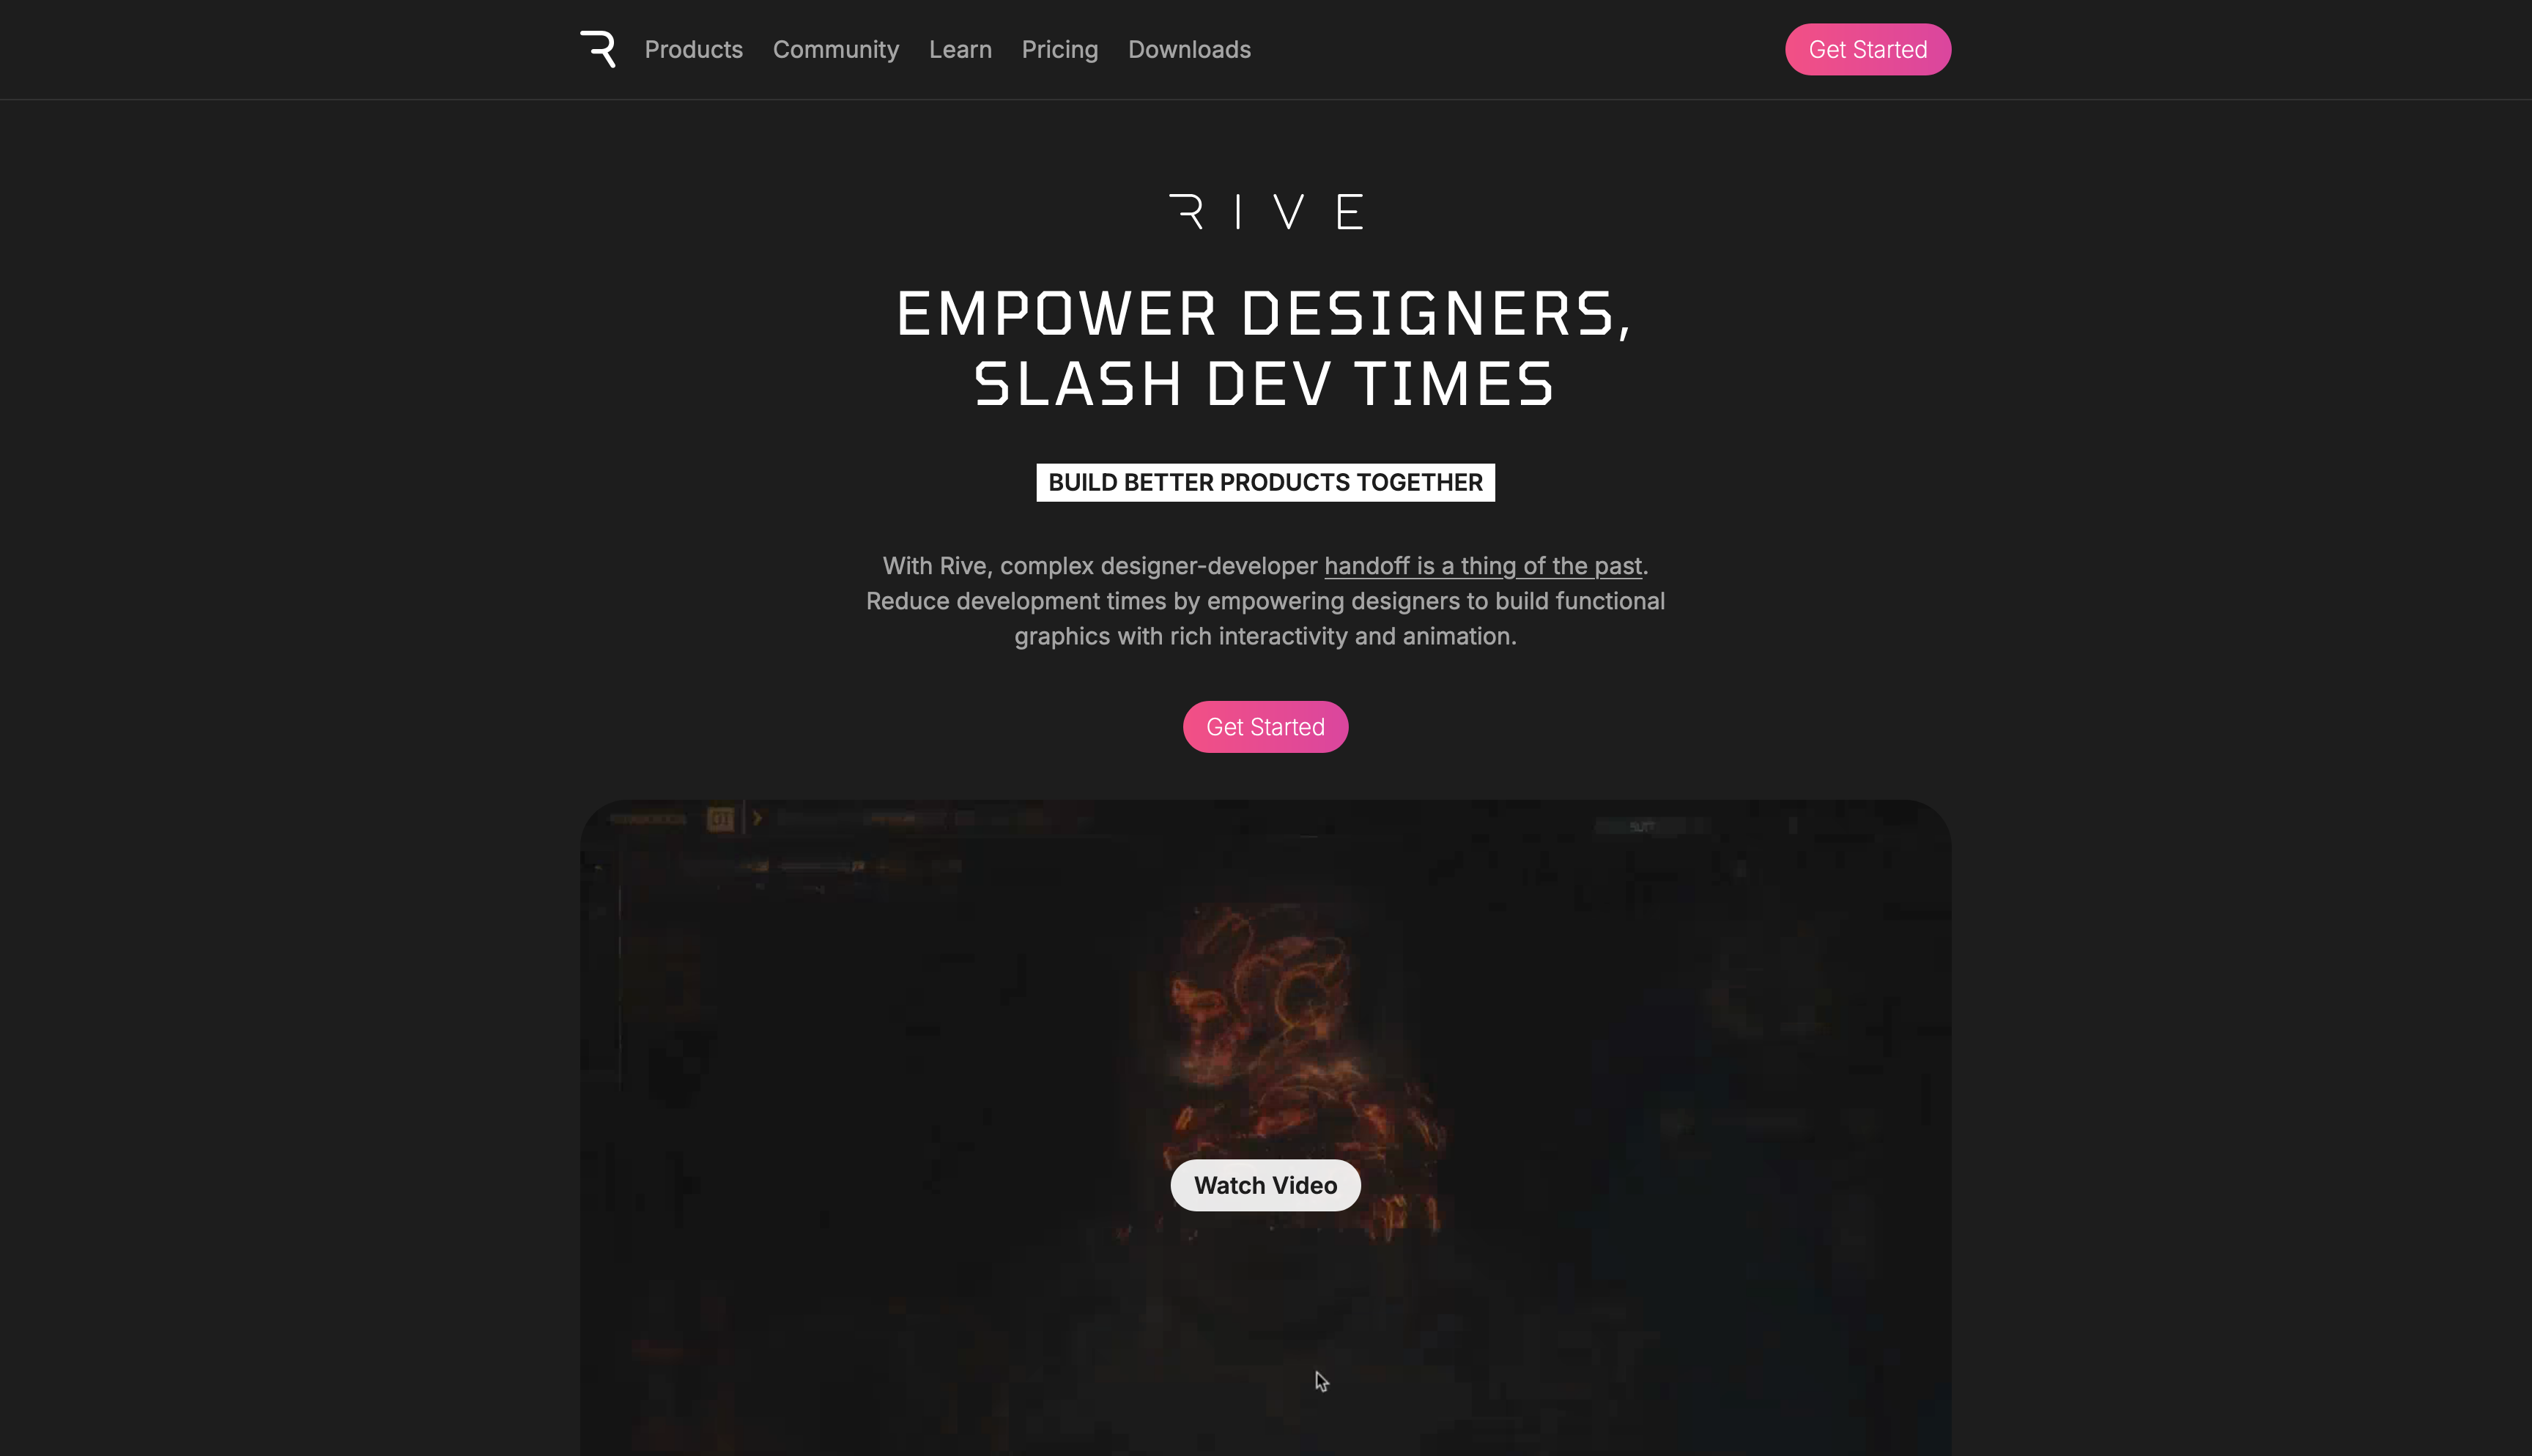 Products Community Learn Pricing Downloads Get Started
RIVE
EMPOWER DESIGNERS,
SLASH DEV TIMES
BUILD BETTER PRODUCTS TOGETHER
With Rive, complex designer-developer handoff is a thing of the past.
Reduce development times by empowering designers to build functional
graphics with rich interactivity and animation.
Get Started
Watch Video